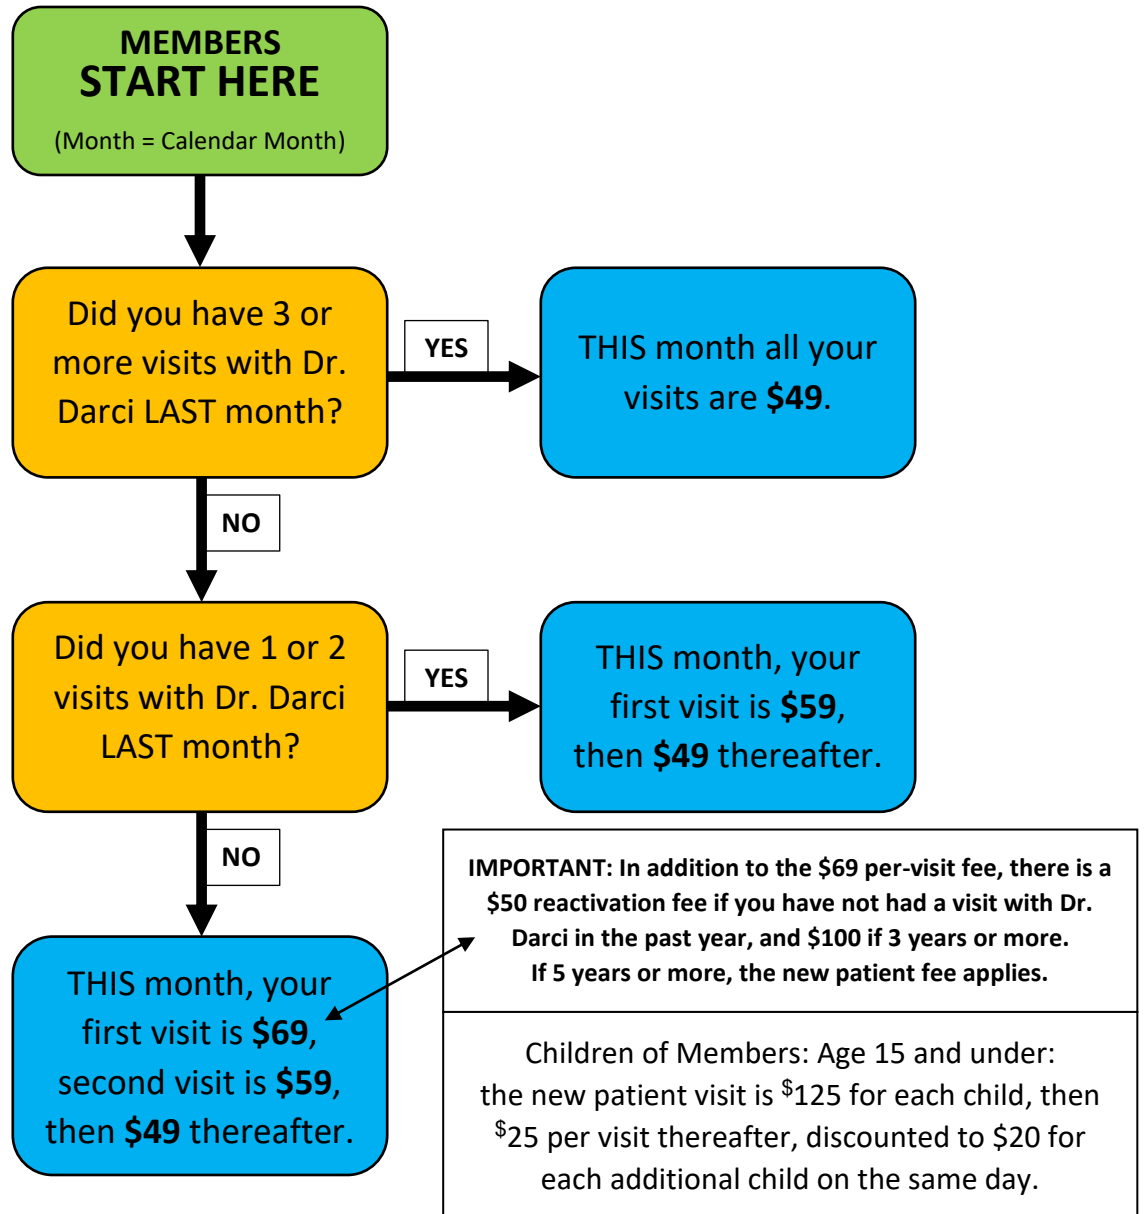 MEMBERS
START HERE
(Month = Calendar Month)
Did you have 3 or
more visits with Dr.
Darci LAST month?
YES
THIS month all your
visits are $49.
NO
Did you have 1 or 2
visits with Dr. Darci
LAST month?
YES
THIS month, your
first visit is $59,
then $49 thereafter.
NO
THIS month, your
first visit is $69,
second visit is $59,
then $49 thereafter.
IMPORTANT: In addition to the $69 per-visit fee, there is a
$50 reactivation fee if you have not had a visit with Dr.
Darci in the past year, and $100 if 3 years or more.
If 5 years or more, the new patient fee applies.
Children of Members: Age 15 and under:
the new patient visit is $125 for each child, then
$25 per visit thereafter, discounted to $20 for
each additional child on the same day.